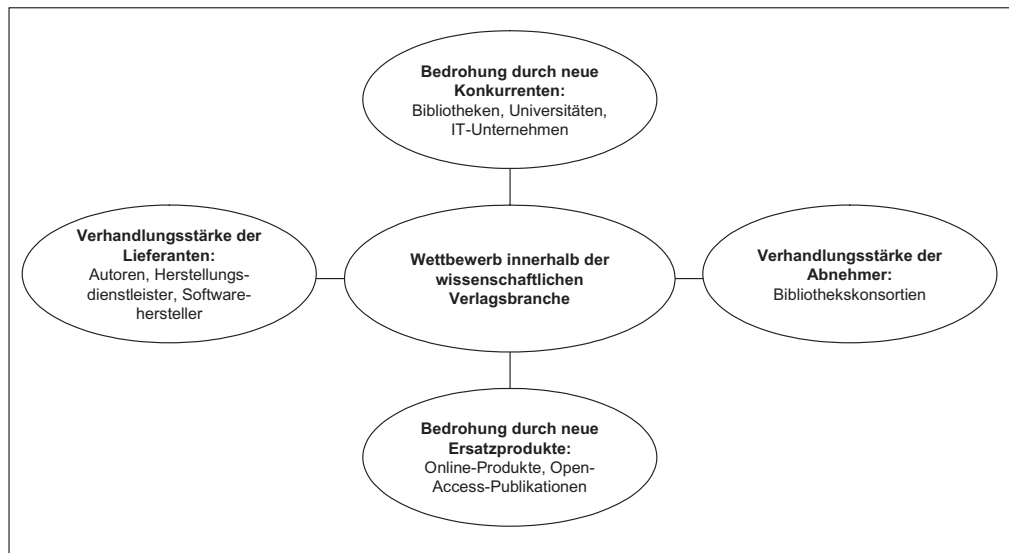 Bedrohung durch neue
Konkurrenten:
Bibliotheken, Universitäten,
IT-Unternehmen
Verhandlungsstärke der
Lieferanten:
Autoren, Herstellungs-
dienstleister, Software-
hersteller
Wettbewerb innerhalb der
wissenschaftlichen
Verlagsbranche
Verhandlungsstärke der
Abnehmer:
Bibliothekskonsortien
Bedrohung durch neue
Ersatzprodukte:
Online-Produkte, Open-
Access-Publikationen